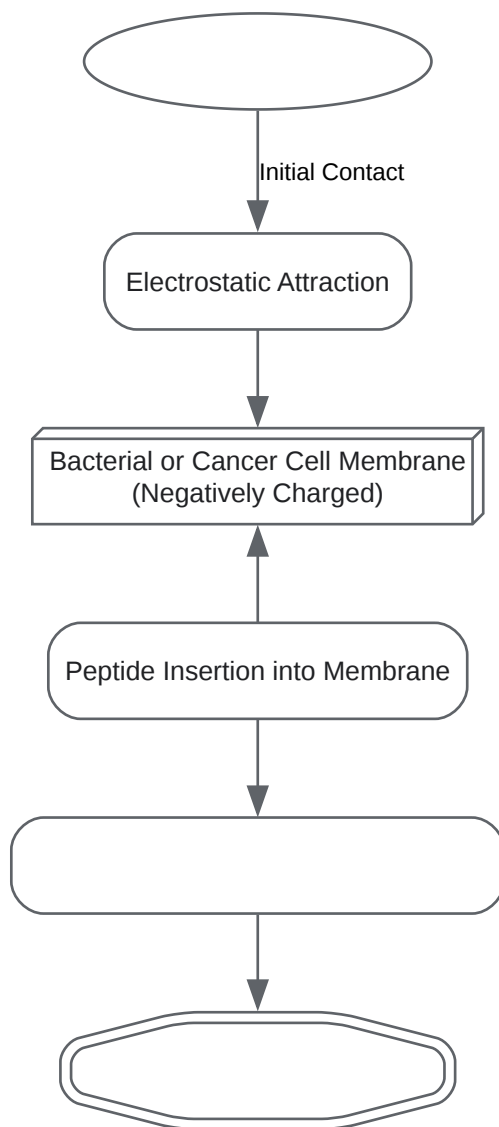 Initial Contact
Electrostatic Attraction
Bacterial or Cancer Cell Membrane
(Negatively Charged)
Peptide Insertion into Membrane